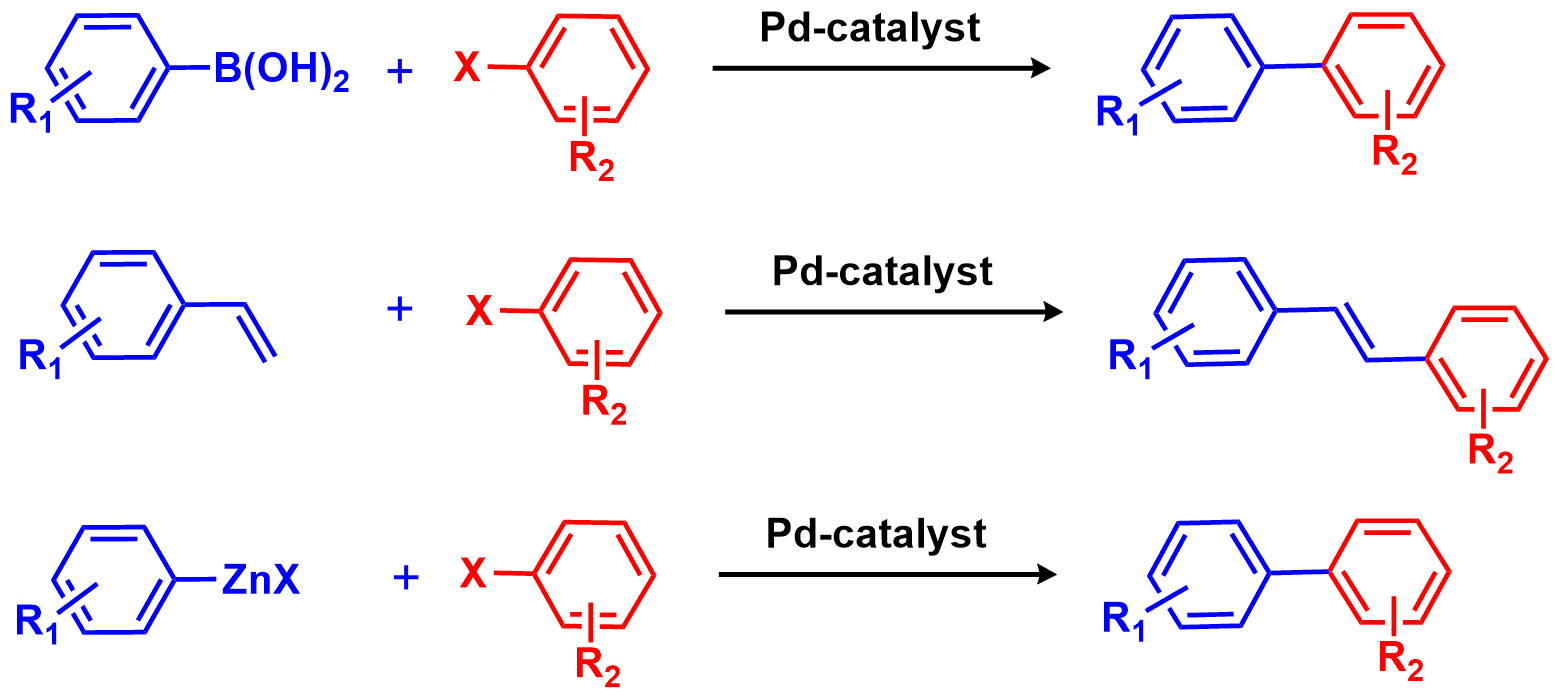 Pd-catalyst
R₁ B(OH)₂ + X R₂ R₁ R₂
Pd-catalyst
R₁ + X R₂ R₁ R₂
Pd-catalyst
R₁ ZnX + X R₂ R₁ R₂